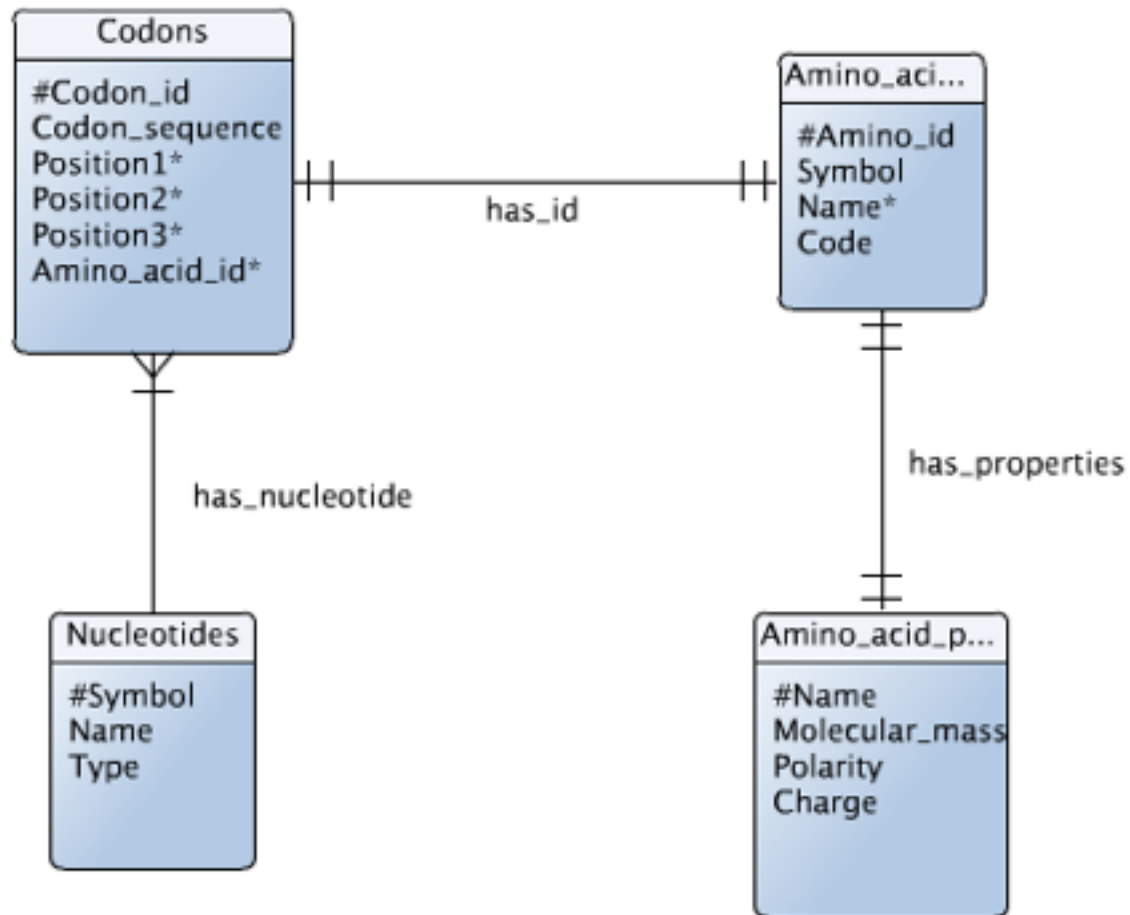 Codons
#Codon_id
Codon_sequence
Position1*
Position2*
Position3*
Amino_acid_id*
has_id
Amino_aci...
#Amino_id
Symbol
Name*
Code
has_nucleotide
has_properties
Nucleotides
#Symbol
Name
Type
Amino_acid_p...
#Name
Molecular_mass
Polarity
Charge